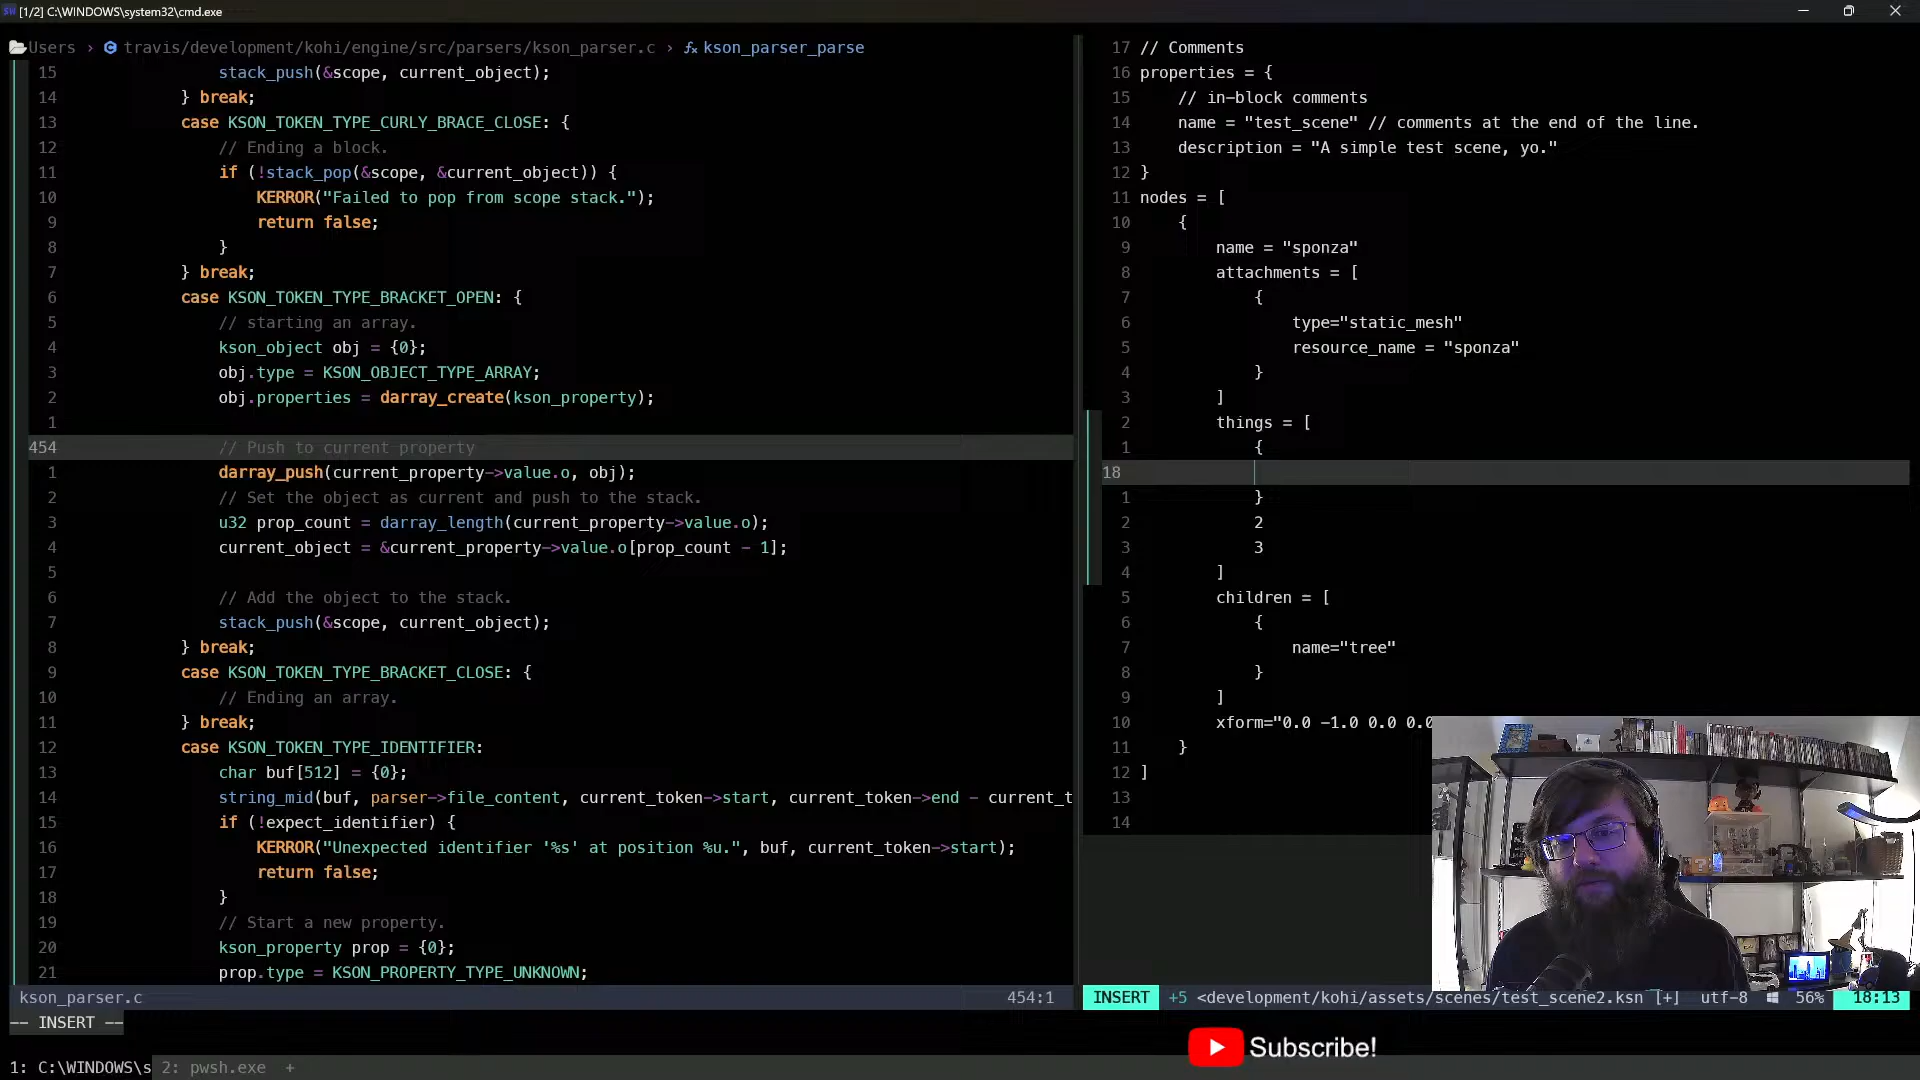 [1/2] C:\WINDOWS\system32\cmd.exe
Users › travis/development/kohi/engine/src/parsers/kson_parser.c › kson_parser_parse
15 stack_push(&scope, current_object);
14 } break;
13 case KSON_TOKEN_TYPE_CURLY_BRACE_CLOSE: {
12 // Ending a block.
11 if (!stack_pop(&scope, &current_object)) {
10 KERROR("Failed to pop from scope stack.");
9 return false;
8 }
7 } break;
6 case KSON_TOKEN_TYPE_BRACKET_OPEN: {
5 // starting an array.
4 kson_object obj = {0};
3 obj.type = KSON_OBJECT_TYPE_ARRAY;
2 obj.properties = darray_create(kson_property);
1
454 // Push to current property
1 darray_push(current_property->value.o, obj);
2 // Set the object as current and push to the stack.
3 u32 prop_count = darray_length(current_property->value.o);
4 current_object = &current_property->value.o[prop_count - 1];
5
6 // Add the object to the stack.
7 stack_push(&scope, current_object);
8 } break;
9 case KSON_TOKEN_TYPE_BRACKET_CLOSE: {
10 // Ending an array.
11 } break;
12 case KSON_TOKEN_TYPE_IDENTIFIER:
13 char buf[512] = {0};
14 string_mid(buf, parser->file_content, current_token->start, current_token->end - current_t
15 if (!expect_identifier) {
16 KERROR("Unexpected identifier '%s' at position %u.", buf, current_token->start);
17 return false;
18 }
19 // Start a new property.
20 kson_property prop = {0};
21 prop.type = KSON_PROPERTY_TYPE_UNKNOWN;
kson_parser.c 454:1
-- INSERT --
1: C:\WINDOWS\s 2: pwsh.exe +
17 // Comments
16 properties = {
15 // in-block comments
14 name = "test_scene" // comments at the end of the line.
13 description = "A simple test scene, yo."
12 }
11 nodes = [
10 {
9 name = "sponza"
8 attachments = [
7 {
6 type="static_mesh"
5 resource_name = "sponza"
4 }
3 ]
2 things = [
1 {
18
1 }
2 2
3 3
4 ]
5 children = [
6 {
7 name="tree"
8 }
9 ]
10 xform="0.0 -1.0 0.0 0.0
11 }
12 ]
13
14
INSERT +5 <development/kohi/assets/scenes/test_scene2.ksn [+] utf-8 56% 18:13
Subscribe!